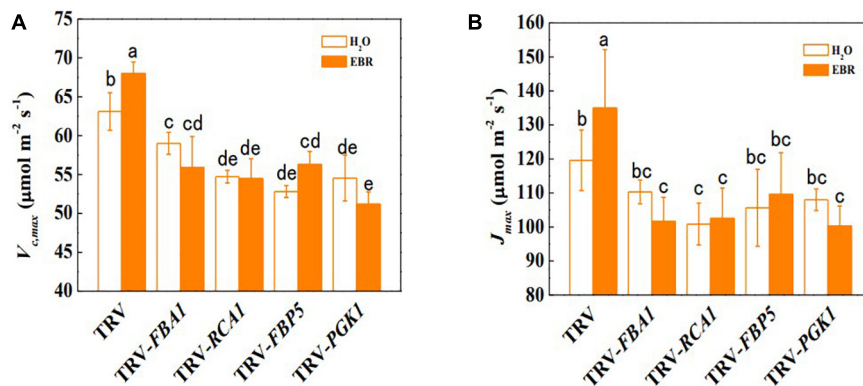 A
V_c,max (μmol m⁻² s⁻¹)
75
70
65
60
55
50
45
40
H₂O
EBR
b a c cd de de de cd de e
TRV TRV-FBA1 TRV-RCA1 TRV-FBP5 TRV-PGK1
B
J_max (μmol m⁻² s⁻¹)
160
150
140
130
120
110
100
90
80
H₂O
EBR
b a bc c c c bc bc bc c
TRV TRV-FBA1 TRV-RCA1 TRV-FBP5 TRV-PGK1